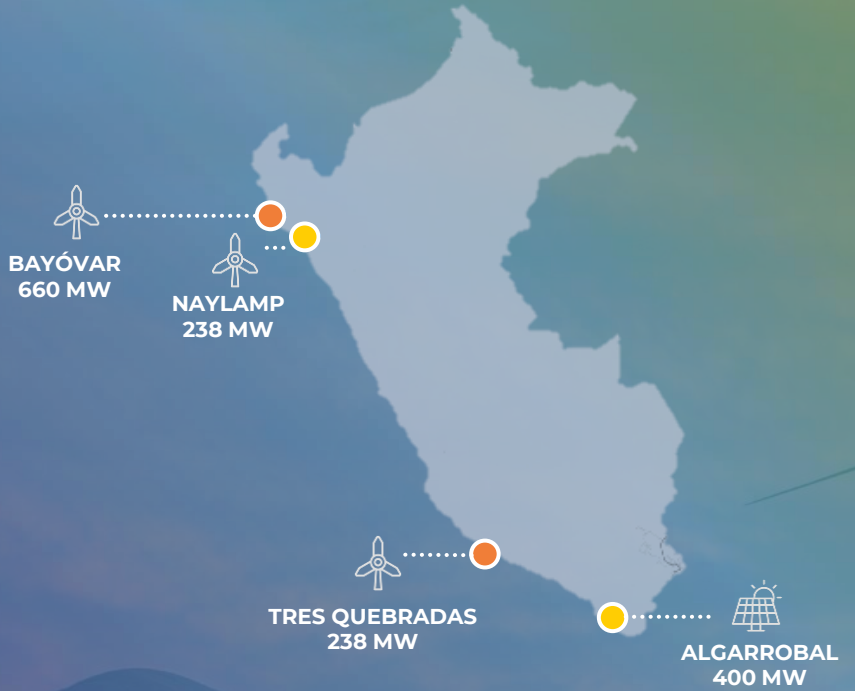 BAYÓVAR
660 MW
NAYLAMP
238 MW
TRES QUEBRADAS
238 MW
ALGARROBAL
400 MW